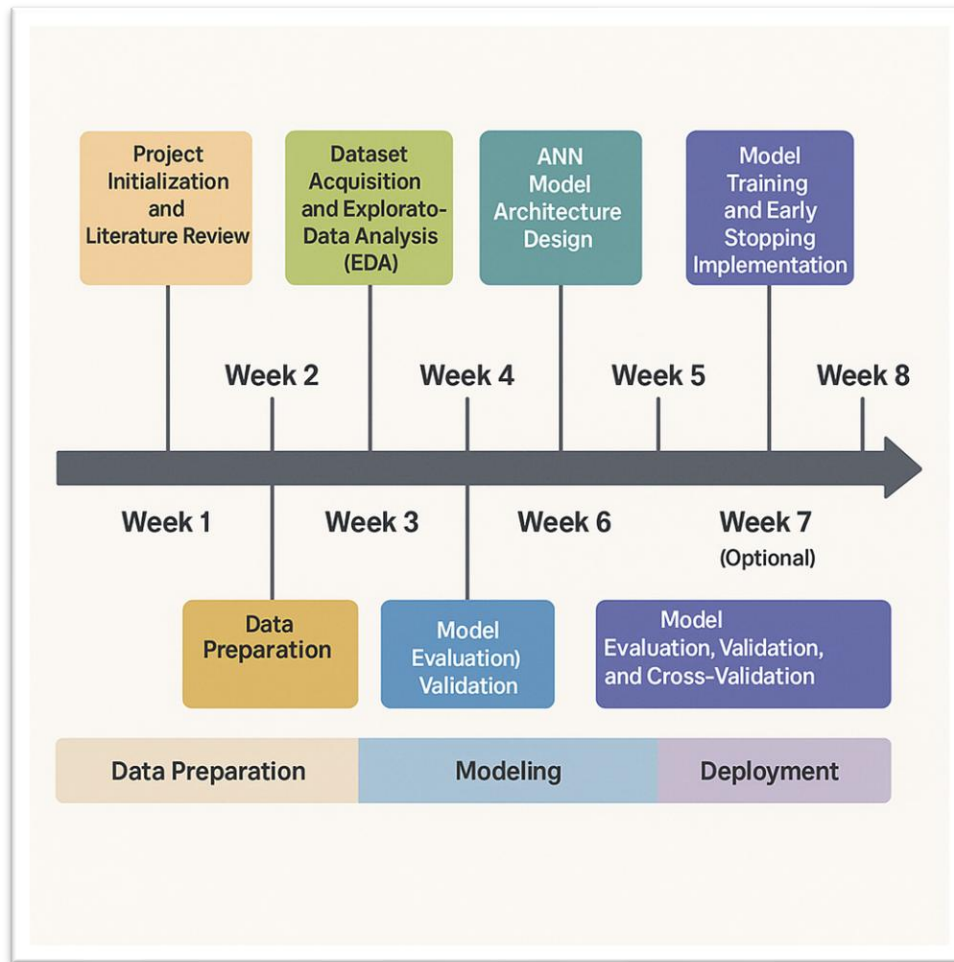 Project
Initialization
and
Literature Review
Dataset
Acquisition
and Explorato-
Data Analysis
(EDA)
ANN
Model
Architecture
Design
Model
Training
and Early
Stopping
Implementation
Week 2
Week 4
Week 5
Week 8
Week 1
Week 3
Week 6
Week 7
(Optional)
Data
Preparation
Model
Evaluation)
Validation
Model
Evaluation, Validation,
and Cross-Validation
Data Preparation
Modeling
Deployment